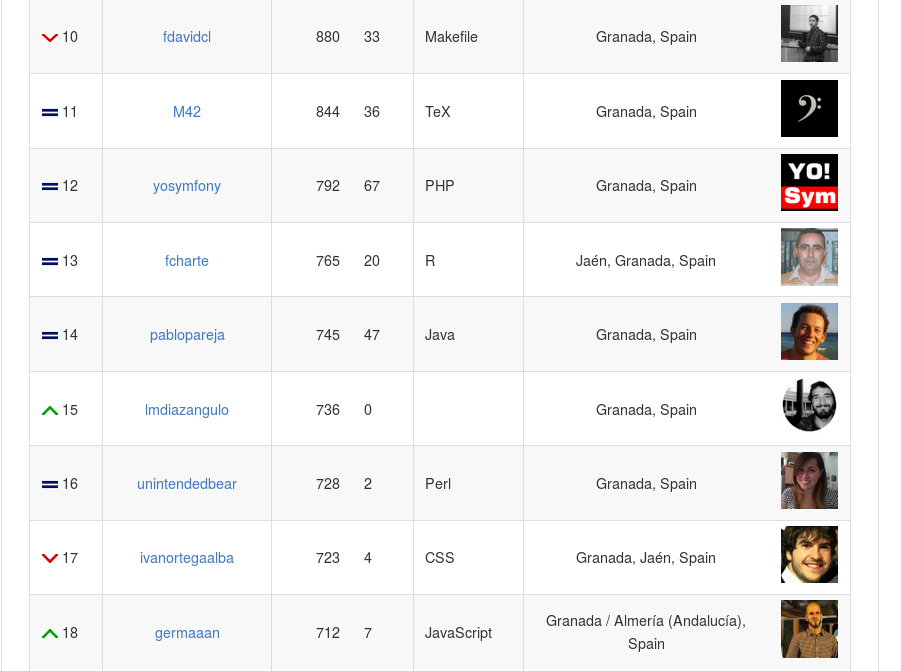 10 fdavidcl 880 33 Makefile Granada, Spain
11 M42 844 36 TeX Granada, Spain
12 yosymfony 792 67 PHP Granada, Spain YO!
Sym
13 fcharte 765 20 R Jaén, Granada, Spain
14 pablopareja 745 47 Java Granada, Spain
15 lmdiazangulo 736 0 Granada, Spain
16 unintendedbear 728 2 Perl Granada, Spain
17 ivanortegaalba 723 4 CSS Granada, Jaén, Spain
18 germaaan 712 7 JavaScript Granada / Almería (Andalucía),
Spain